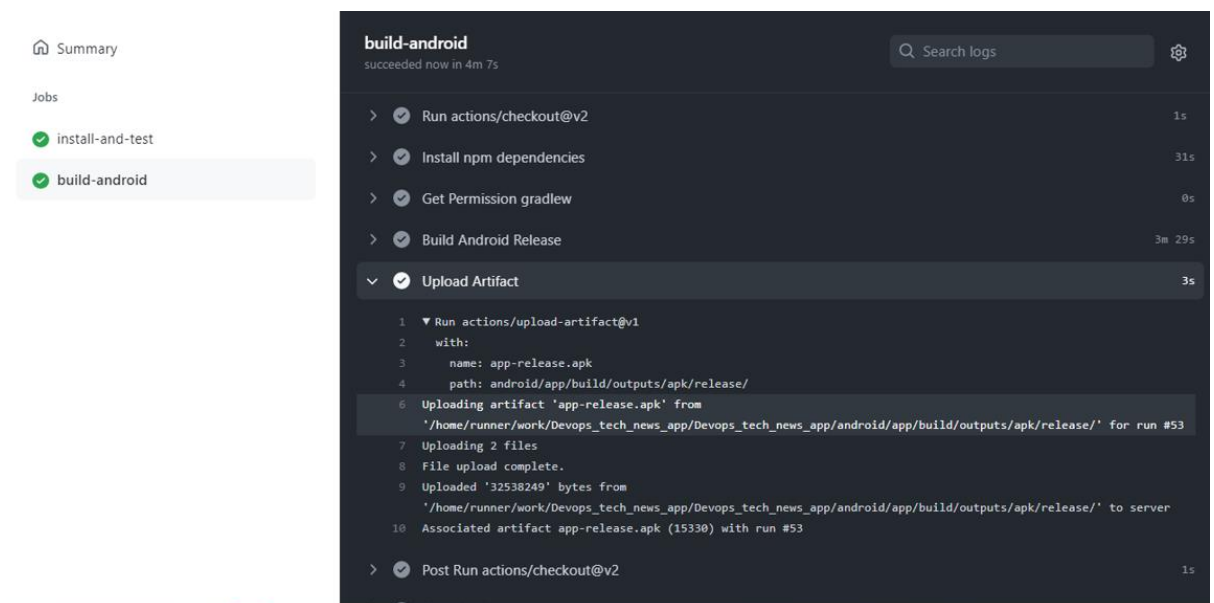 Summary
Jobs
install-and-test
build-android
build-android
succeeded now in 4m 7s
Search logs
Run actions/checkout@v2 1s
Install npm dependencies 31s
Get Permission gradlew 0s
Build Android Release 3m 29s
Upload Artifact 3s
1 ▼ Run actions/upload-artifact@v1
2 with:
3 name: app-release.apk
4 path: android/app/build/outputs/apk/release/
6 Uploading artifact 'app-release.apk' from
'/home/runner/work/Devops_tech_news_app/Devops_tech_news_app/android/app/build/outputs/apk/release/' for run #53
7 Uploading 2 files
8 File upload complete.
9 Uploaded '32538249' bytes from
'/home/runner/work/Devops_tech_news_app/Devops_tech_news_app/android/app/build/outputs/apk/release/' to server
10 Associated artifact app-release.apk (15330) with run #53
Post Run actions/checkout@v2 1s